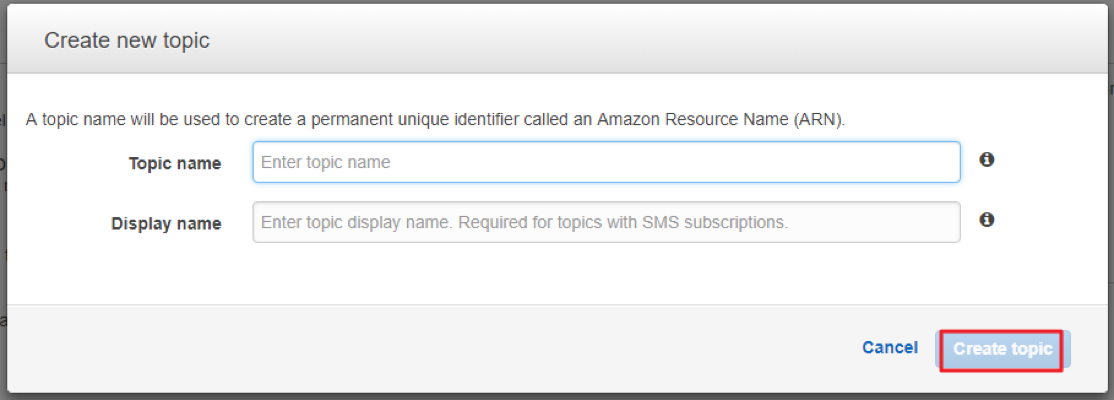 Create new topic
A topic name will be used to create a permanent unique identifier called an Amazon Resource Name (ARN).
Topic name Enter topic name
Display name Enter topic display name. Required for topics with SMS subscriptions.
Cancel Create topic